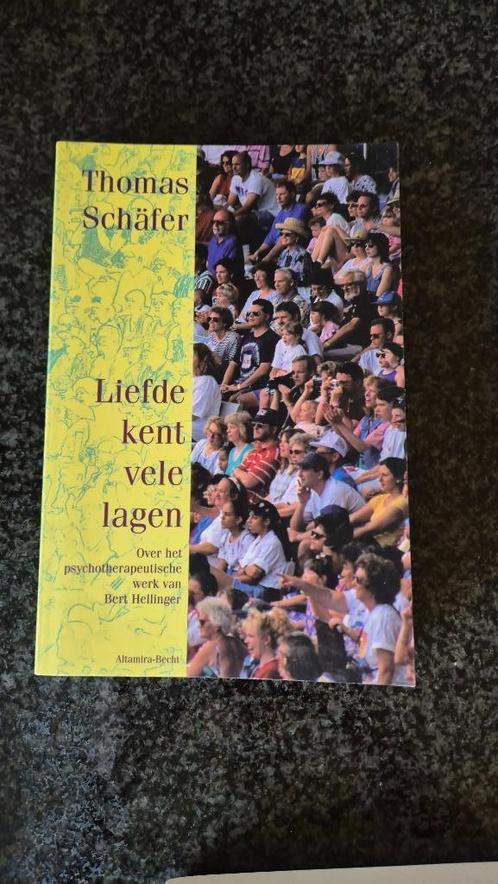 Thomas
Schäfer
Liefde
kent
vele
lagen
Over het
psychotherapeutische
werk van
Bert Hellinger
Altamira-Becht